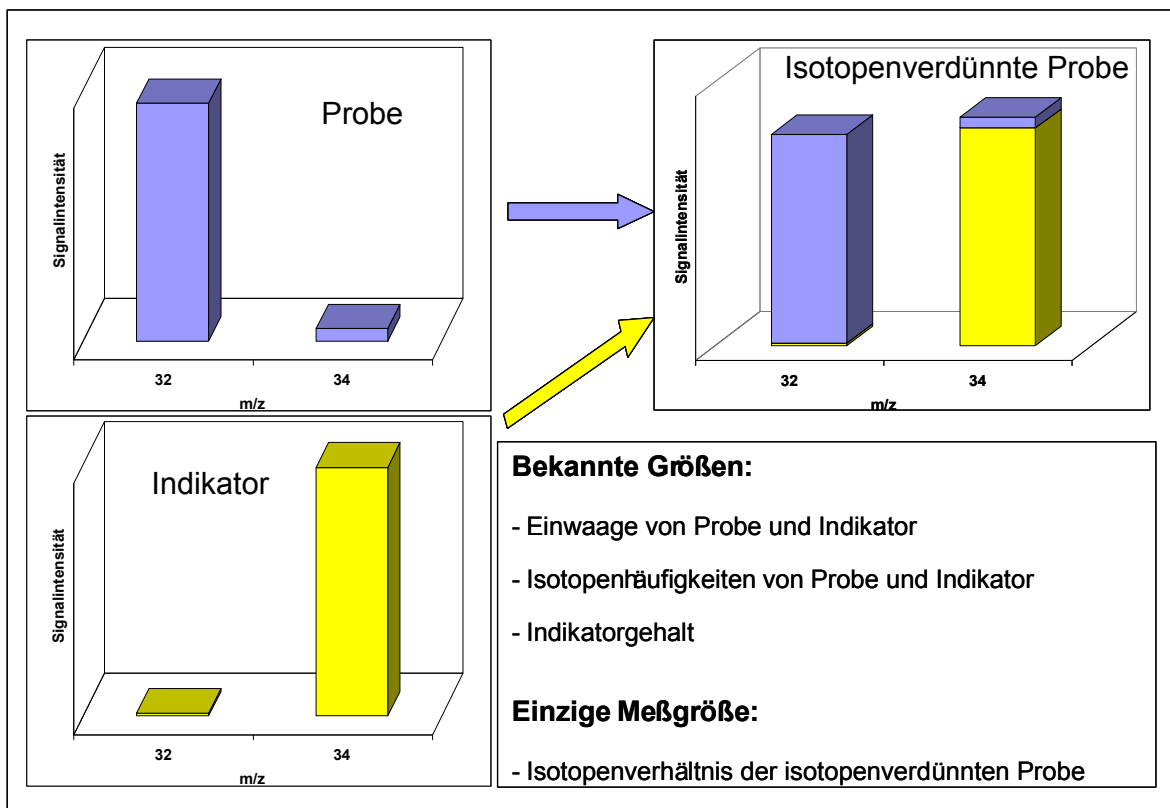 Probe
Signalintensität
32
34
m/z
Isotopenverdünnte Probe
Signalintensität
32
34
m/z
Indikator
Signalintensität
32
34
m/z
Bekannte Größen:
- Einwaage von Probe und Indikator
- Isotopenhäufigkeiten von Probe und Indikator
- Indikatorgehalt
Einzige Meßgröße:
- Isotopenverhältnis der isotopenverdünnten Probe